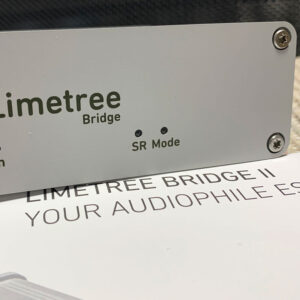 Limetree
Bridge
SR Mode
LIMETREE BRIDGE II
YOUR AUDIOPHILE ES